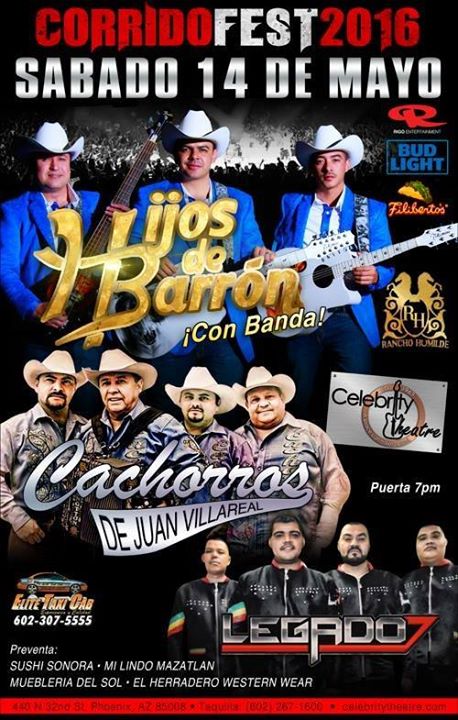 CORRIDOFEST2016
SABADO 14 DE MAYO
RIGO ENTERTAINMENT
BUD LIGHT
Filiberto's
Hijos de Barrón
¡Con Banda!
RH
RANCHO HUMILDE
Celebrity Theatre
Cachorros
DE JUAN VILLAREAL
Puerta 7pm
ELITE TAXI CAB
602-307-5555
LEGADO7
Preventa:
SUSHI SONORA • MI LINDO MAZATLAN
MUEBLERIA DEL SOL • EL HERRADERO WESTERN WEAR
440 N 32nd St, Phoenix, AZ 85008 • Taquilla: (602) 267-1600 • celebritytheatre.com